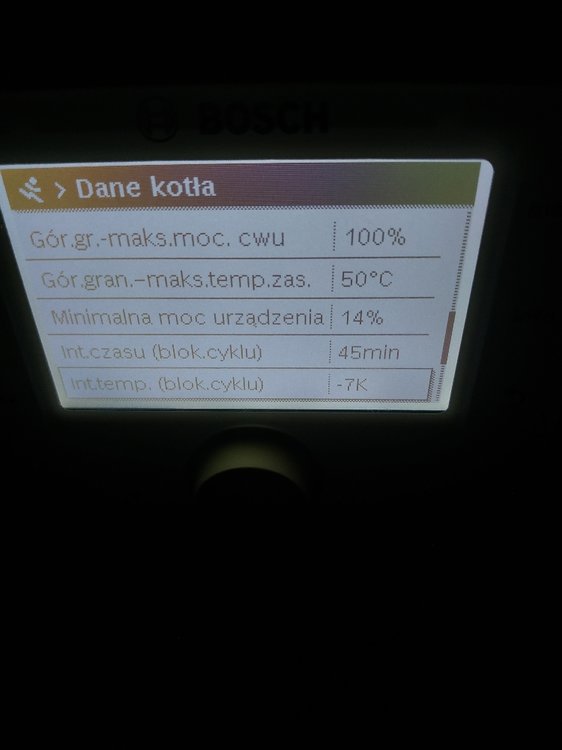 BOSCH
> Dane kotła
Gór.gr.-maks.moc. cwu 100%
Gór.gran.-maks.temp.zas. 50°C
Minimalna moc urządzenia 14%
Int.czasu (blok.cyklu) 45min
Int.temp. (blok.cyklu) -7K